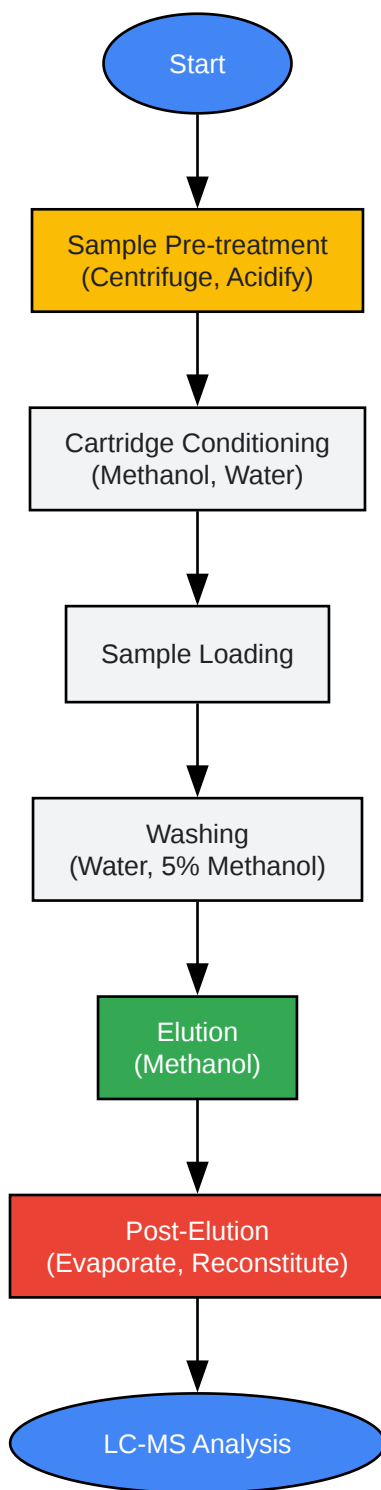 Start
Sample Pre-treatment
(Centrifuge, Acidify)
Cartridge Conditioning
(Methanol, Water)
Sample Loading
Washing
(Water, 5% Methanol)
Elution
(Methanol)
Post-Elution
(Evaporate, Reconstitute)
LC-MS Analysis